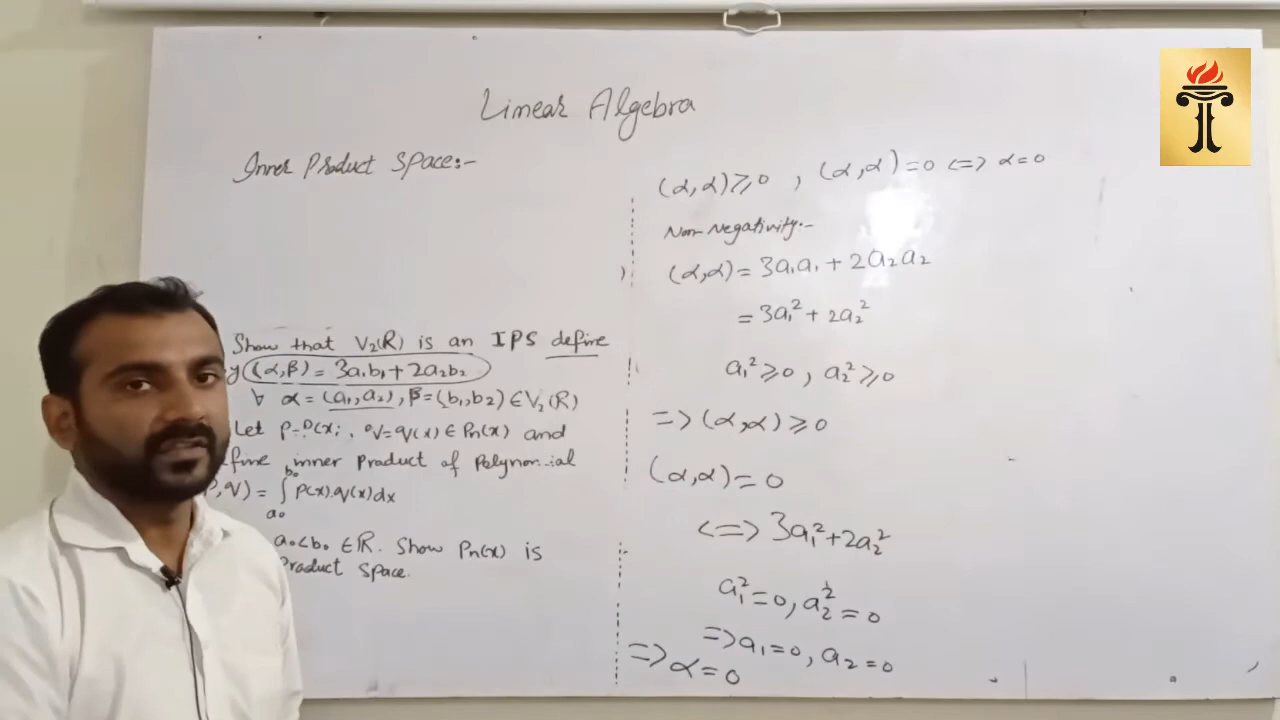 Linear Algebra
Inner Product Space:-
Show that V₂(R) is an IPS define
y (α,β) = 3a₁b₁ + 2a₂b₂
∀ α = (a₁,a₂), β = (b₁,b₂) ∈ V₂(R)
Let P=P(x), q=q(x) ∈ Pn(x) and
fine inner Product of Polynomial
P,q) = ∫ₐ₀ᵇ⁰ P(x).q(x)dx
a₀<b₀ ∈ R. Show Pn(x) is
Product Space.
(α,α)≥0 , (α,α)=0 <=> α=0
Non-Negativity:-
(α,α) = 3a₁a₁ + 2a₂a₂
= 3a₁² + 2a₂²
a₁²≥0 , a₂²≥0
=> (α,α) ≥0
(α,α) = 0
<=> 3a₁²+2a₂²
a₁²=0, a₂²=0
=> a₁=0, a₂=0
=> α=0